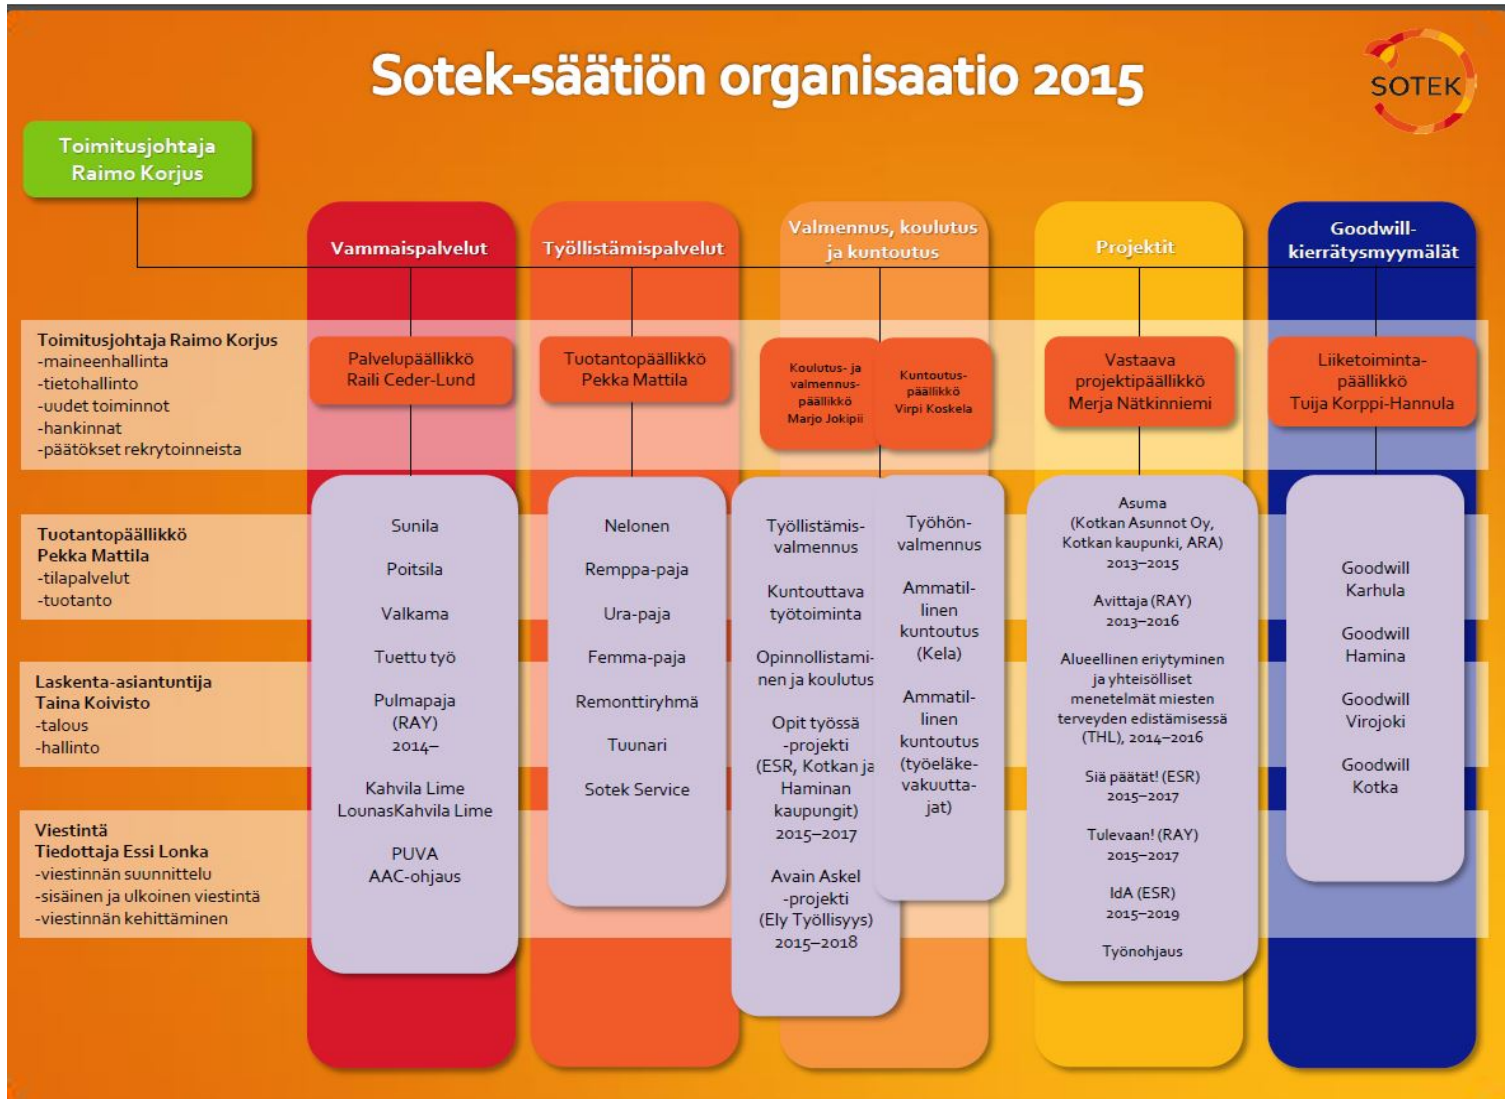 Sotek-säätiön organisaatio 2015
SOTEK
Toimitusjohtaja
Raimo Korjus
Vammaispalvelut
Työllistämispalvelut
Valmennus, koulutus
ja kuntoutus
Projektit
Goodwill-
kierrätysmyymälät
Toimitusjohtaja Raimo Korjus
-maineenhallinta
-tietohallinto
-uudet toiminnot
-hankinnat
-päätökset rekrytoinneista
Palvelupäällikkö
Raili Ceder-Lund
Tuotantopäällikkö
Pekka Mattila
Koulutus- ja
valmennus-
päällikkö
Marjo Jokipii
Kuntoutus-
päällikkö
Virpi Koskela
Vastaava
projektipäällikkö
Merja Nätkinniemi
Liiketoiminta-
päällikkö
Tuija Korppi-Hannula
Tuotantopäällikkö
Pekka Mattila
-tilapalvelut
-tuotanto
Laskenta-asiantuntija
Taina Koivisto
-talous
-hallinto
Viestintä
Tiedottaja Essi Lonka
-viestinnän suunnittelu
-sisäinen ja ulkoinen viestintä
-viestinnän kehittäminen
Sunila
Poitsila
Valkama
Tuettu työ
Pulmapaja
(RAY)
2014–
Kahvila Lime
LounasKahvila Lime
PUVA
AAC-ohjaus
Nelonen
Remppa-paja
Ura-paja
Femma-paja
Remonttiryhmä
Tuunari
Sotek Service
Työllistämis-
valmennus
Kuntouttava
työtoiminta
Opinnollistami-
nen ja koulutus
Opit työssä
-projekti
(ESR, Kotkan ja
Haminan
kaupungit)
2015–2017
Avain Askel
-projekti
(Ely Työllisyys)
2015–2018
Työhön-
valmennus
Ammatil-
linen
kuntoutus
(Kela)
Ammatil-
linen
kuntoutus
(työeläke-
vakuutta-
jat)
Asuma
(Kotkan Asunnot Oy,
Kotkan kaupunki, ARA)
2013–2015
Avittaja (RAY)
2013–2016
Alueellinen eriytyminen
ja yhteisölliset
menetelmät miesten
terveyden edistämisessä
(THL), 2014–2016
Siä päätät! (ESR)
2015–2017
Tulevaan! (RAY)
2015–2017
IdA (ESR)
2015–2019
Työnohjaus
Goodwill
Karhula
Goodwill
Hamina
Goodwill
Virojoki
Goodwill
Kotka